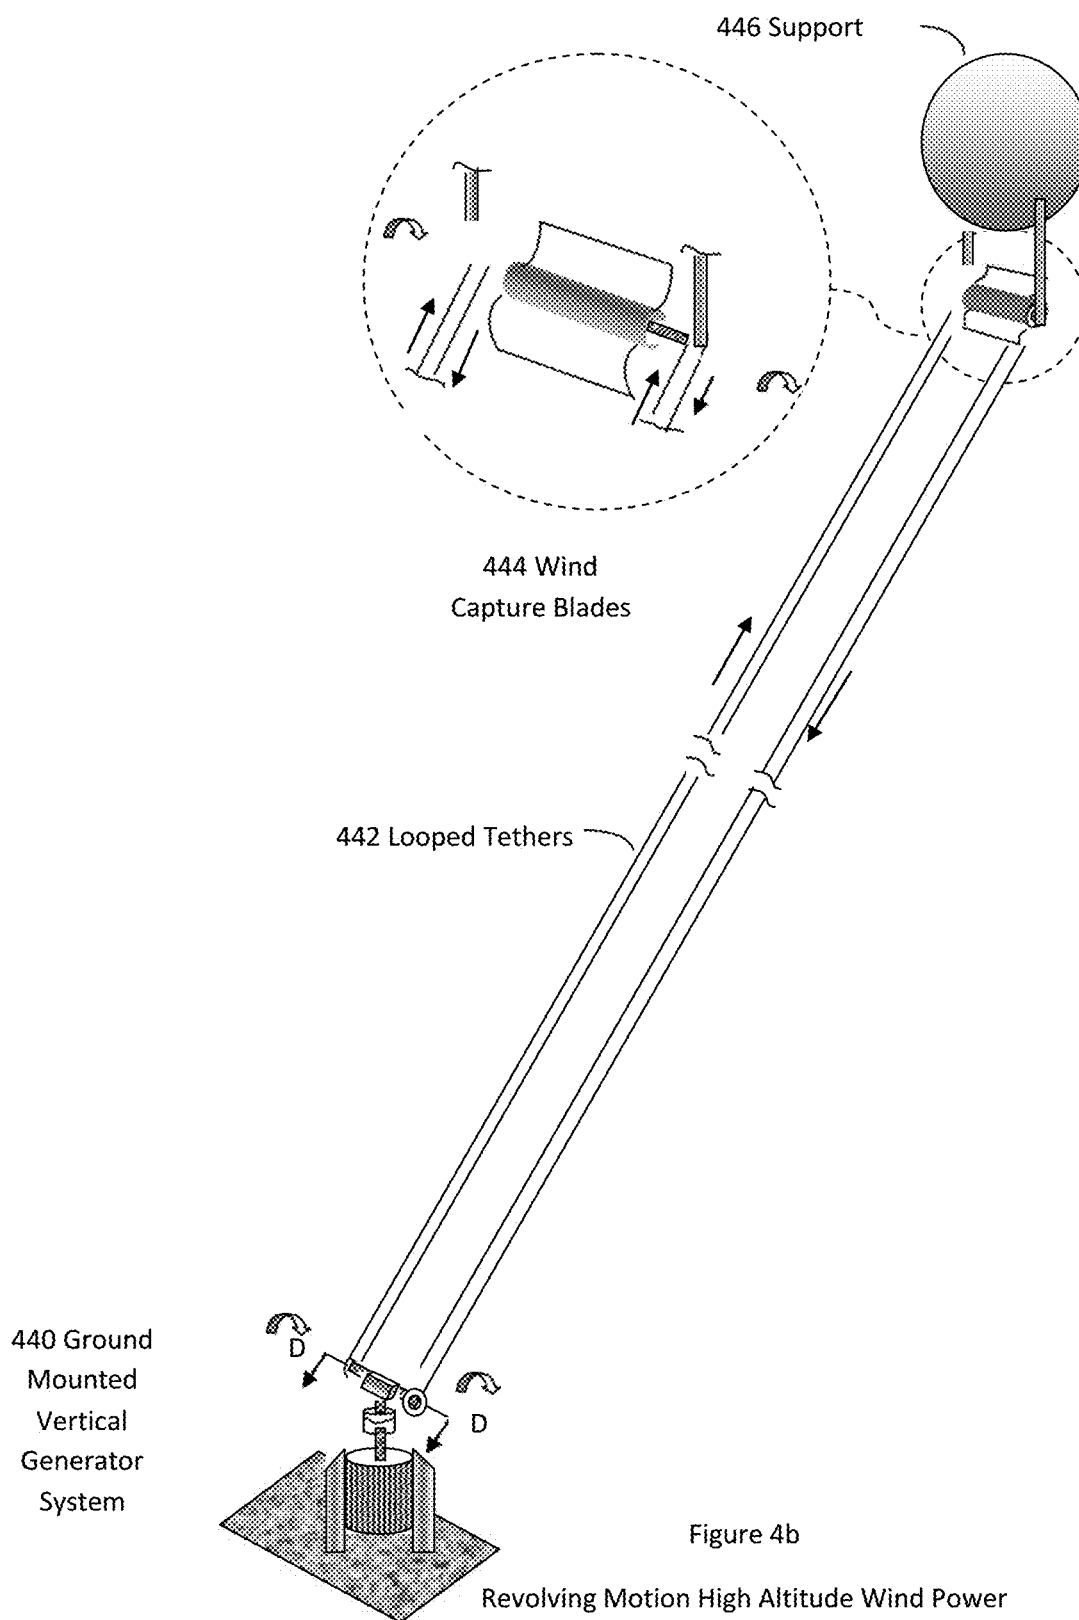 446 Support
444 Wind
Capture Blades
442 Looped Tethers
440 Ground
Mounted
Vertical
Generator
System
D
D
Figure 4b
Revolving Motion High Altitude Wind Power